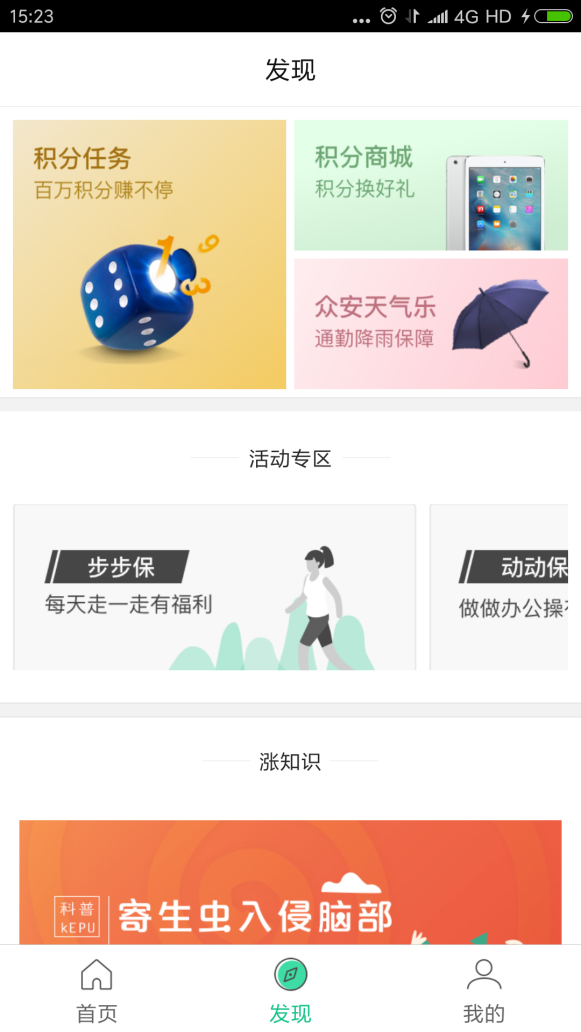 15:23
4G HD
发现
积分任务
百万积分赚不停
积分商城
积分换好礼
众安天气乐
通勤降雨保障
活动专区
步步保
每天走一走有福利
动动保
做做办公操
涨知识
科普
kEPU
寄生虫入侵脑部
首页
发现
我的